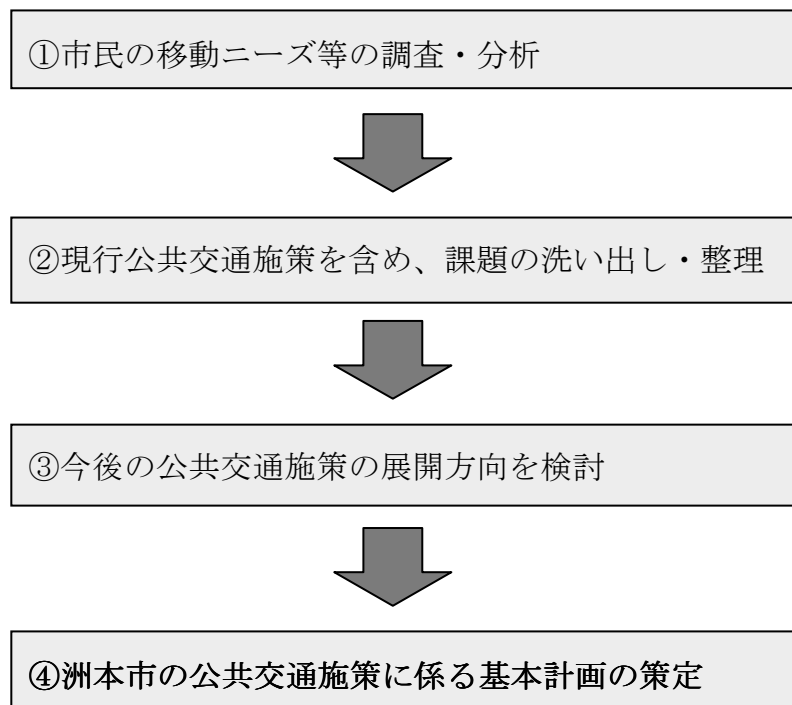 ①市民の移動ニーズ等の調査・分析
②現行公共交通施策を含め、課題の洗い出し・整理
③今後の公共交通施策の展開方向を検討
④洲本市の公共交通施策に係る基本計画の策定